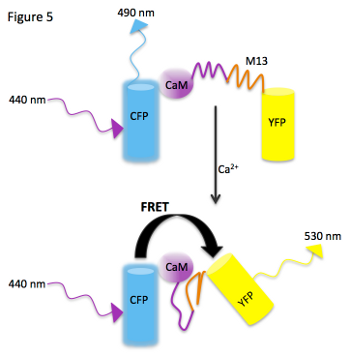 Figure 5
490 nm
M13
CaM
440 nm
CFP
YFP
Ca²⁺
FRET
530 nm
CaM
440 nm
CFP
YFP